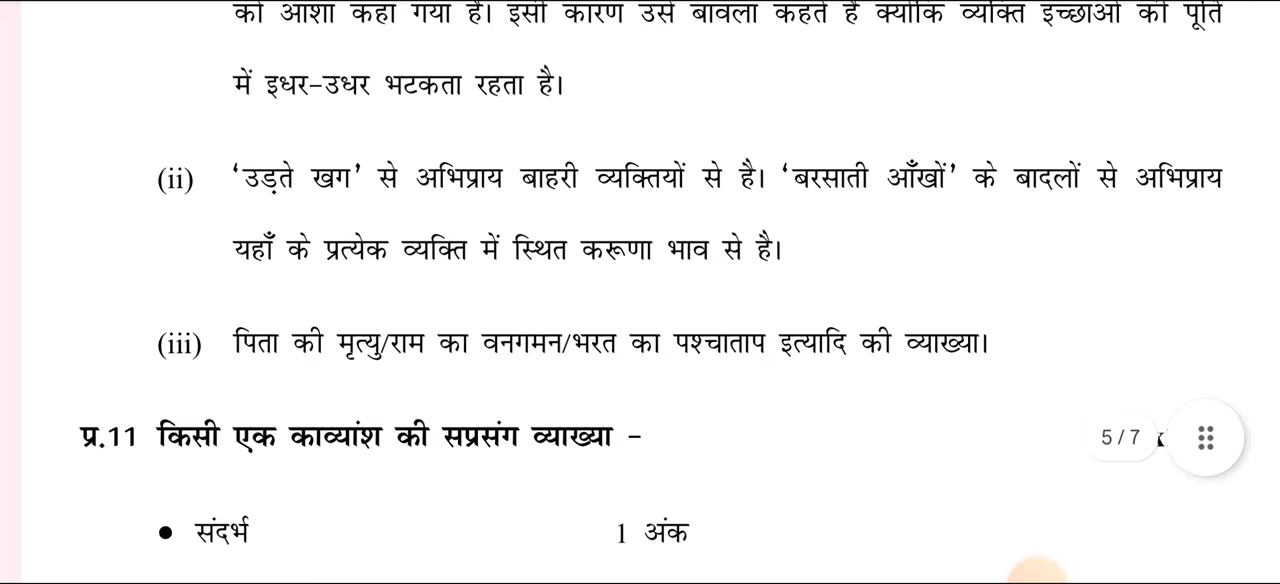 को आशा कहा गया है। इसी कारण उसे बावला कहते हैं क्योंकि व्यक्ति इच्छाओं की पूर्ति
में इधर-उधर भटकता रहता है।
(ii) ‘उड़ते खग’ से अभिप्राय बाहरी व्यक्तियों से है। ‘बरसाती आँखों’ के बादलों से अभिप्राय
यहाँ के प्रत्येक व्यक्ति में स्थित करूणा भाव से है।
(iii) पिता की मृत्यु/राम का वनगमन/भरत का पश्चाताप इत्यादि की व्याख्या।
प्र.11 किसी एक काव्यांश की सप्रसंग व्याख्या -
5 / 7
• संदर्भ 1 अंक